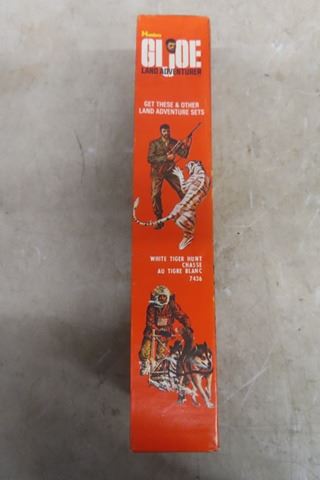 Hasbro
GI JOE
LAND ADVENTURER
GET THESE & OTHER
LAND ADVENTURE SETS
WHITE TIGER HUNT
CHASSE
AU TIGRE BLANC
7436